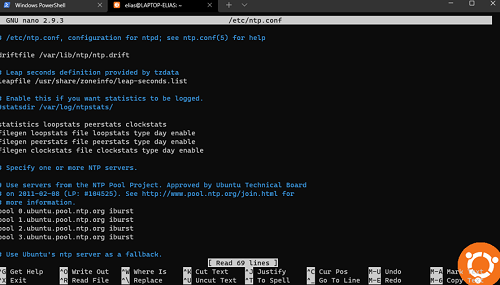 Windows PowerShell
elias@LAPTOP-ELIAS: ~
GNU nano 2.9.3 /etc/ntp.conf
# /etc/ntp.conf, configuration for ntpd; see ntp.conf(5) for help
driftfile /var/lib/ntp/ntp.drift
# Leap seconds definition provided by tzdata
leapfile /usr/share/zoneinfo/leap-seconds.list
# Enable this if you want statistics to be logged.
#statsdir /var/log/ntpstats/
statistics loopstats peerstats clockstats
filegen loopstats file loopstats type day enable
filegen peerstats file peerstats type day enable
filegen clockstats file clockstats type day enable
# Specify one or more NTP servers.
# Use servers from the NTP Pool Project. Approved by Ubuntu Technical Board
# on 2011-02-08 (LP: #104525). See http://www.pool.ntp.org/join.html for
# more information.
pool 0.ubuntu.pool.ntp.org iburst
pool 1.ubuntu.pool.ntp.org iburst
pool 2.ubuntu.pool.ntp.org iburst
pool 3.ubuntu.pool.ntp.org iburst
# Use Ubuntu's ntp server as a fallback.
[ Read 69 lines ]
^G Get Help ^O Write Out ^W Where Is ^K Cut Text ^J Justify ^C Cur Pos M-U Undo M-A Mark
^X Exit ^R Read File ^\ Replace ^U Uncut Text ^T To Spell ^_ Go To Line M-E Redo